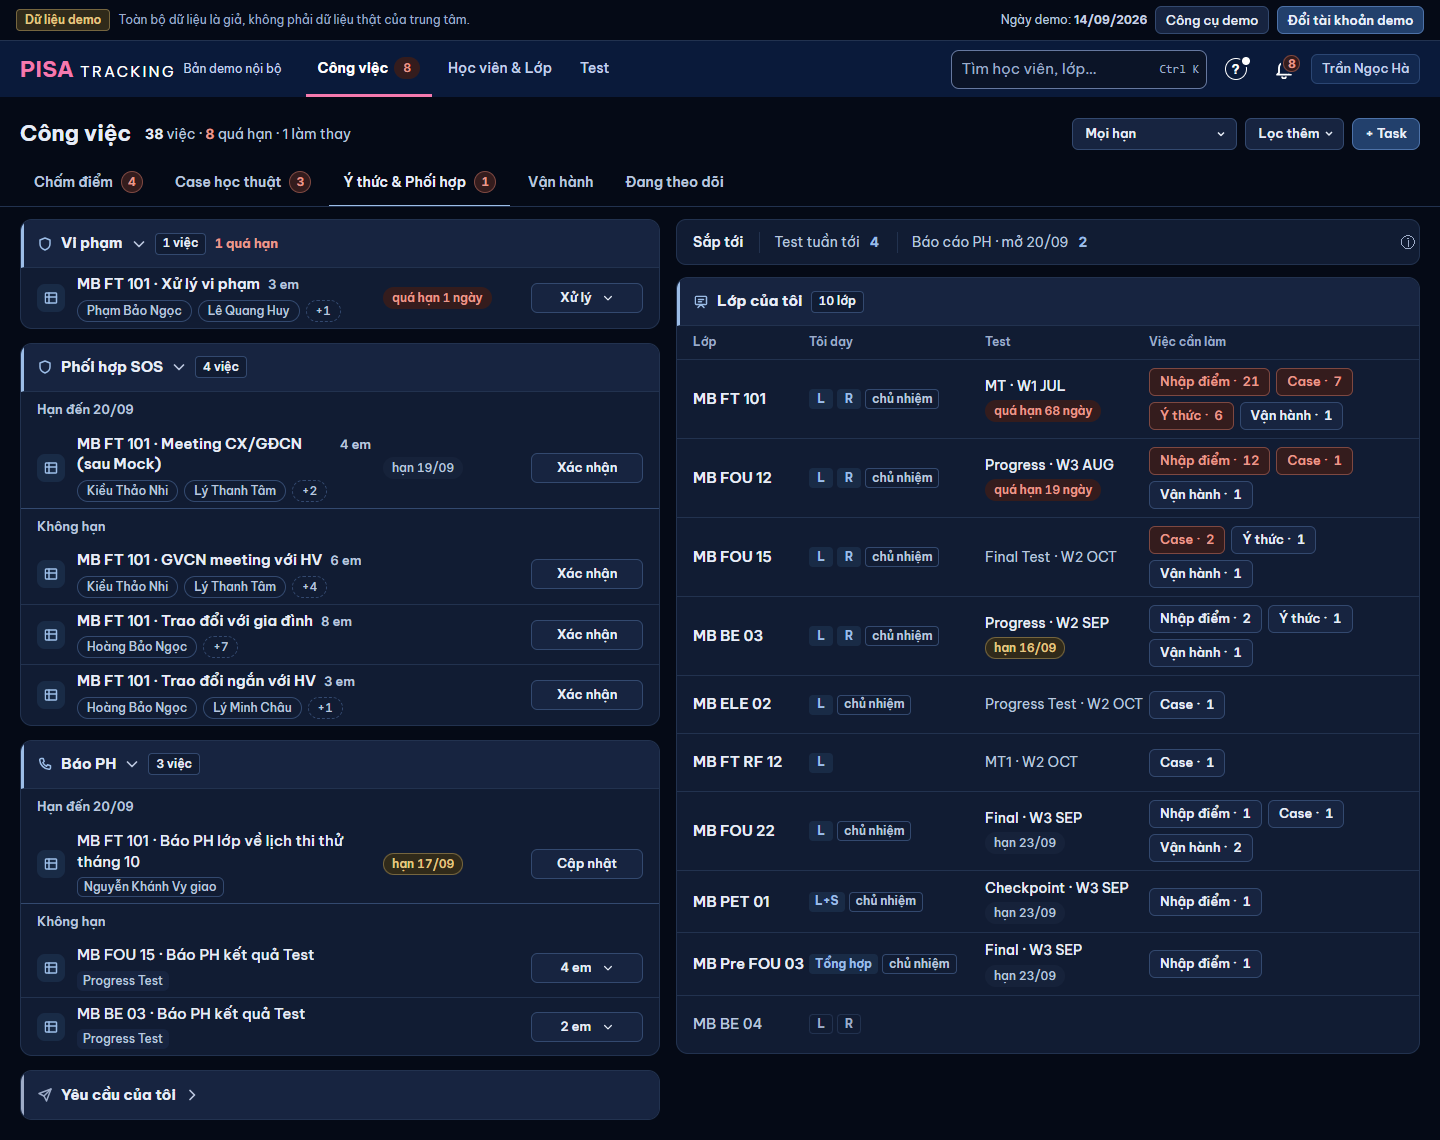 Dữ liệu demo Toàn bộ dữ liệu là giả, không phải dữ liệu thật của trung tâm. Ngày demo: 14/09/2026 Công cụ demo Đổi tài khoản demo
PISA TRACKING Bản demo nội bộ Công việc 8 Học viên & Lớp Test Tìm học viên, lớp... Ctrl K ? 8 Trần Ngọc Hà
Công việc 38 việc · 8 quá hạn · 1 làm thay Mọi hạn Lọc thêm + Task
Chấm điểm 4 Case học thuật 3 Ý thức & Phối hợp 1 Vận hành Đang theo dõi
Vi phạm 1 việc 1 quá hạn
MB FT 101 · Xử lý vi phạm 3 em
Phạm Bảo Ngọc Lê Quang Huy +1
quá hạn 1 ngày
Xử lý
Phối hợp SOS 4 việc
Hạn đến 20/09
MB FT 101 · Meeting CX/GĐCN 4 em
(sau Mock)
Kiều Thảo Nhi Lý Thanh Tâm +2
hạn 19/09
Xác nhận
Không hạn
MB FT 101 · GVCN meeting với HV 6 em
Kiều Thảo Nhi Lý Thanh Tâm +4
Xác nhận
MB FT 101 · Trao đổi với gia đình 8 em
Hoàng Bảo Ngọc +7
Xác nhận
MB FT 101 · Trao đổi ngắn với HV 3 em
Hoàng Bảo Ngọc Lý Minh Châu +1
Xác nhận
Báo PH 3 việc
Hạn đến 20/09
MB FT 101 · Báo PH lớp về lịch thi thử
tháng 10
Nguyễn Khánh Vy giao
hạn 17/09
Cập nhật
Không hạn
MB FOU 15 · Báo PH kết quả Test
Progress Test
4 em
MB BE 03 · Báo PH kết quả Test
Progress Test
2 em
Yêu cầu của tôi
Sắp tới Test tuần tới 4 Báo cáo PH · mở 20/09 2
Lớp của tôi 10 lớp
Lớp Tôi dạy Test Việc cần làm
MB FT 101 L R chủ nhiệm
MT · W1 JUL
quá hạn 68 ngày
Nhập điểm · 21 Case · 7
Ý thức · 6 Vận hành · 1
MB FOU 12 L R chủ nhiệm
Progress · W3 AUG
quá hạn 19 ngày
Nhập điểm · 12 Case · 1
Vận hành · 1
MB FOU 15 L R chủ nhiệm
Final Test · W2 OCT
Case · 2 Ý thức · 1
Vận hành · 1
MB BE 03 L R chủ nhiệm
Progress · W2 SEP
hạn 16/09
Nhập điểm · 2 Ý thức · 1
Vận hành · 1
MB ELE 02 L chủ nhiệm Progress Test · W2 OCT Case · 1
MB FT RF 12 L MT1 · W2 OCT Case · 1
MB FOU 22 L chủ nhiệm
Final · W3 SEP
hạn 23/09
Nhập điểm · 1 Case · 1
Vận hành · 2
MB PET 01 L+S chủ nhiệm
Checkpoint · W3 SEP
hạn 23/09
Nhập điểm · 1
MB Pre FOU 03 Tổng hợp chủ nhiệm
Final · W3 SEP
hạn 23/09
Nhập điểm · 1
MB BE 04 L R